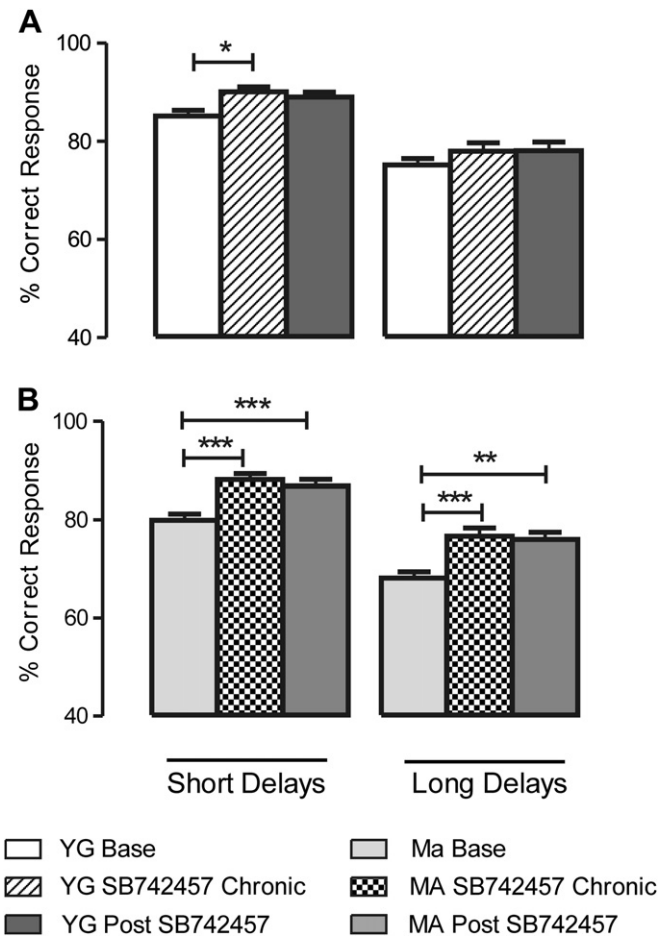 A
100
80
60
40
% Correct Response
*
B
100
80
60
40
% Correct Response
***
***
**
***
Short Delays
Long Delays
YG Base
Ma Base
YG SB742457 Chronic
MA SB742457 Chronic
YG Post SB742457
MA Post SB742457